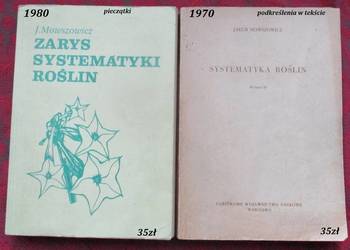 1980
pieczątki
J. Mowszowicz
ZARYS
SYSTEMATYKI
ROŚLIN
35zł
1970
podkreślenia w tekście
JAKUB MOWSZOWICZ
SYSTEMATYKA ROŚLIN
PAŃSTWOWE WYDAWNICTWO NAUKOWE
WARSZAWA
35zł